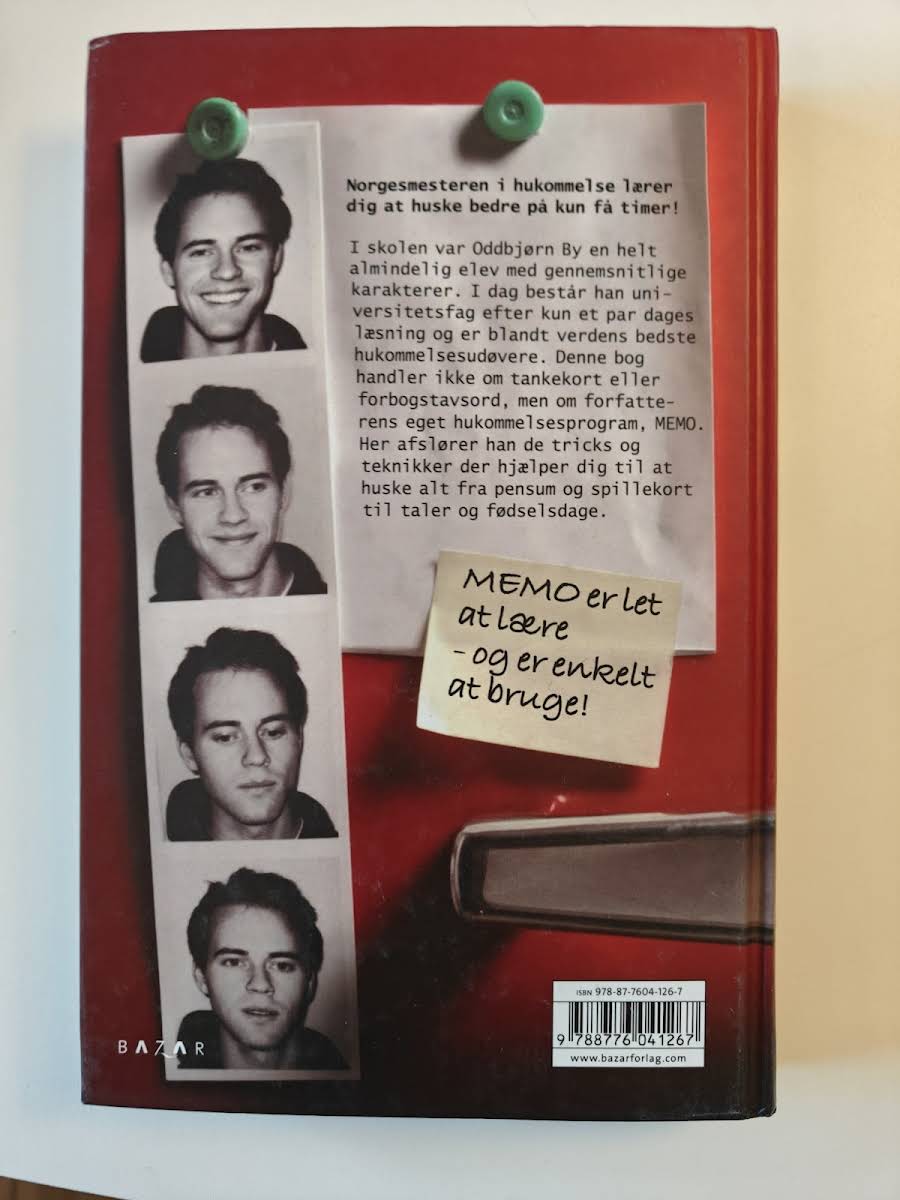 Norgesmesteren i hukommelse lærer
dig at huske bedre på kun få timer!
I skolen var Oddbjørn By en helt
almindelig elev med gennemsnitlige
karakterer. I dag består han uni-
versitetsfag efter kun et par dages
læsning og er blandt verdens bedste
hukommelsesudøvere. Denne bog
handler ikke om tankekort eller
forbogstavsord, men om forfatte-
rens eget hukommelsesprogram, MEMO.
Her afslører han de tricks og
teknikker der hjælper dig til at
huske alt fra pensum og spillekort
til taler og fødselsdage.
MEMO er let
at lære
- og er enkelt
at bruge!
BAZAR
ISBN 978-87-7604-126-7
9 788776 041267
www.bazarforlag.com